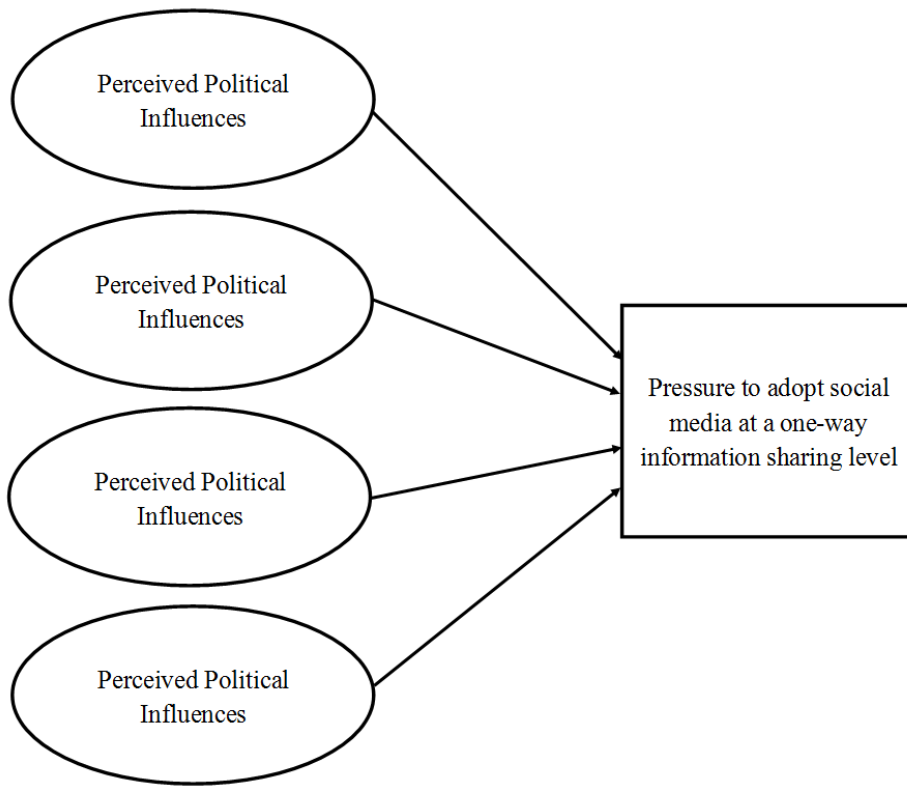 Perceived Political
Influences
Perceived Political
Influences
Perceived Political
Influences
Perceived Political
Influences
Pressure to adopt social
media at a one-way
information sharing level